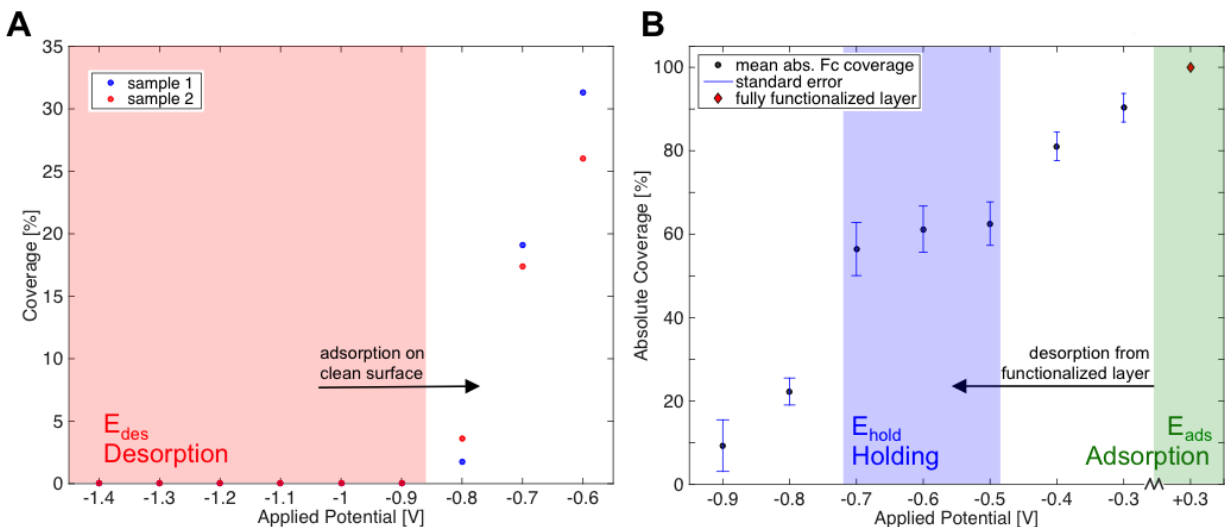 A
35
30
25
20
15
10
5
0
Coverage [%]
sample 1
sample 2
adsorption on
clean surface
E_des
Desorption
-1.4 -1.3 -1.2 -1.1 -1 -0.9 -0.8 -0.7 -0.6
Applied Potential [V]
B
100
80
60
40
20
0
Absolute Coverage [%]
mean abs. Fc coverage
standard error
fully functionalized layer
desorption from
functionalized layer
E_hold
Holding
E_ads
Adsorption
-0.9 -0.8 -0.7 -0.6 -0.5 -0.4 -0.3 +0.3
Applied Potential [V]